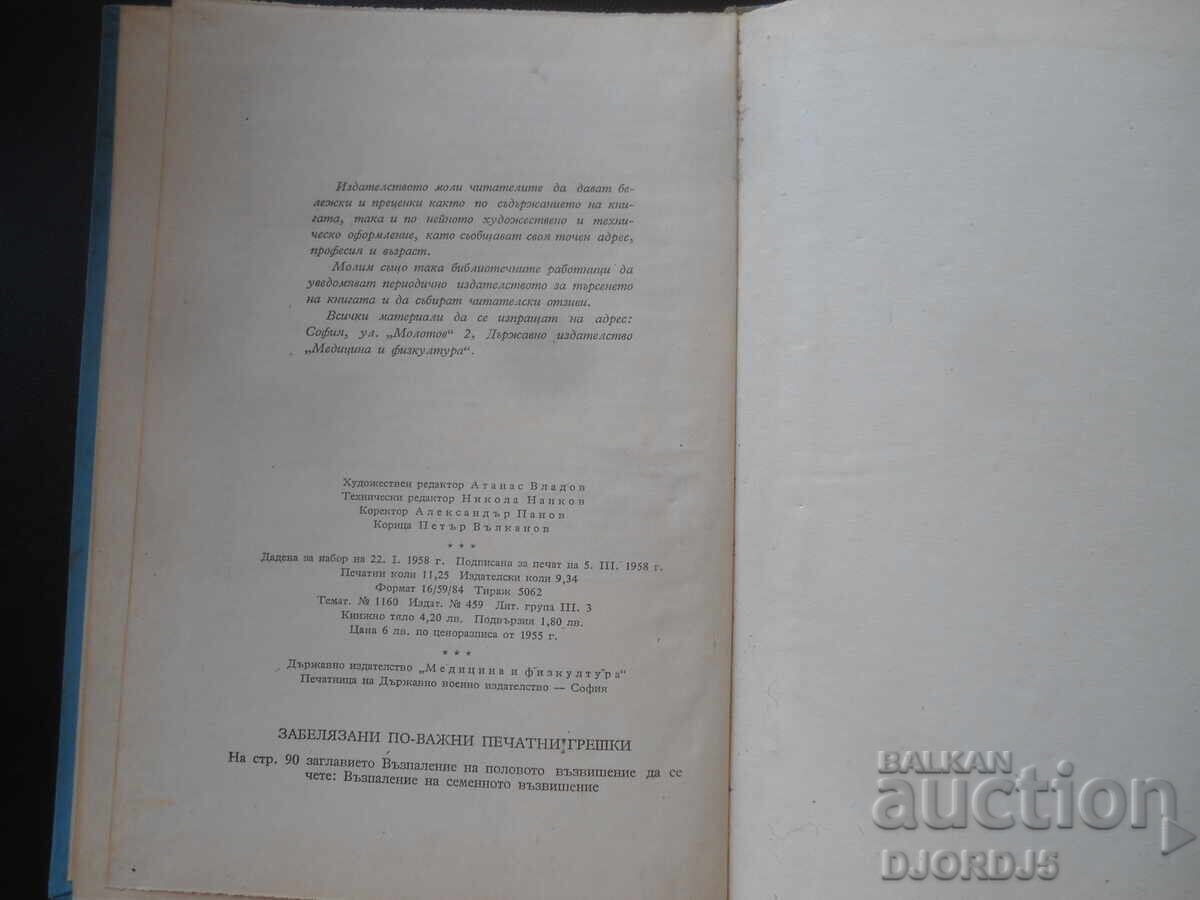 Издателството моли читателите да дават бе-
лежски и преценки както по съдържанието на кни-
гата, така и по нейното художествено и техни-
ческо оформление, като съобщават своя точен адрес,
професия и възраст.
Молим също така библиотечните работници да
уведомяват периодично издателството за търсенето
на книгата и да събират читателски отзиви.
Всички материали да се изпращат на адрес:
София, ул. „Молотов“ 2, Държавно издателство
„Медицина и физкултура“.
Художествен редактор Атанас Владов
Технически редактор Никола Нанков
Коректор Александър Панов
Корица Петър Вълканов
* * *
Дадена за набор на 22. I. 1958 г. Подписана за печат на 5. III. 1958 г.
Печатни коли 11,25 Издателски коли 9,34
Формат 16/59/84 Тираж 5062
Темат. № 1160 Издат. № 459 Лит. група III. 3
Книжно тяло 4,20 лв. Подвързия 1,80 лв.
Цена 6 лв. по ценоразписа от 1955 г.
* * *
Държавно издателство „Медицина и физкултура“
Печатница на Държавно военно издателство — София
ЗАБЕЛЯЗАНИ ПО-ВАЖНИ ПЕЧАТНИ ГРЕШКИ
На стр. 90 заглавието Възпаление на половото възвишение да се
чете: Възпаление на семенното възвишение
BALKAN
auction
DJORDJ5